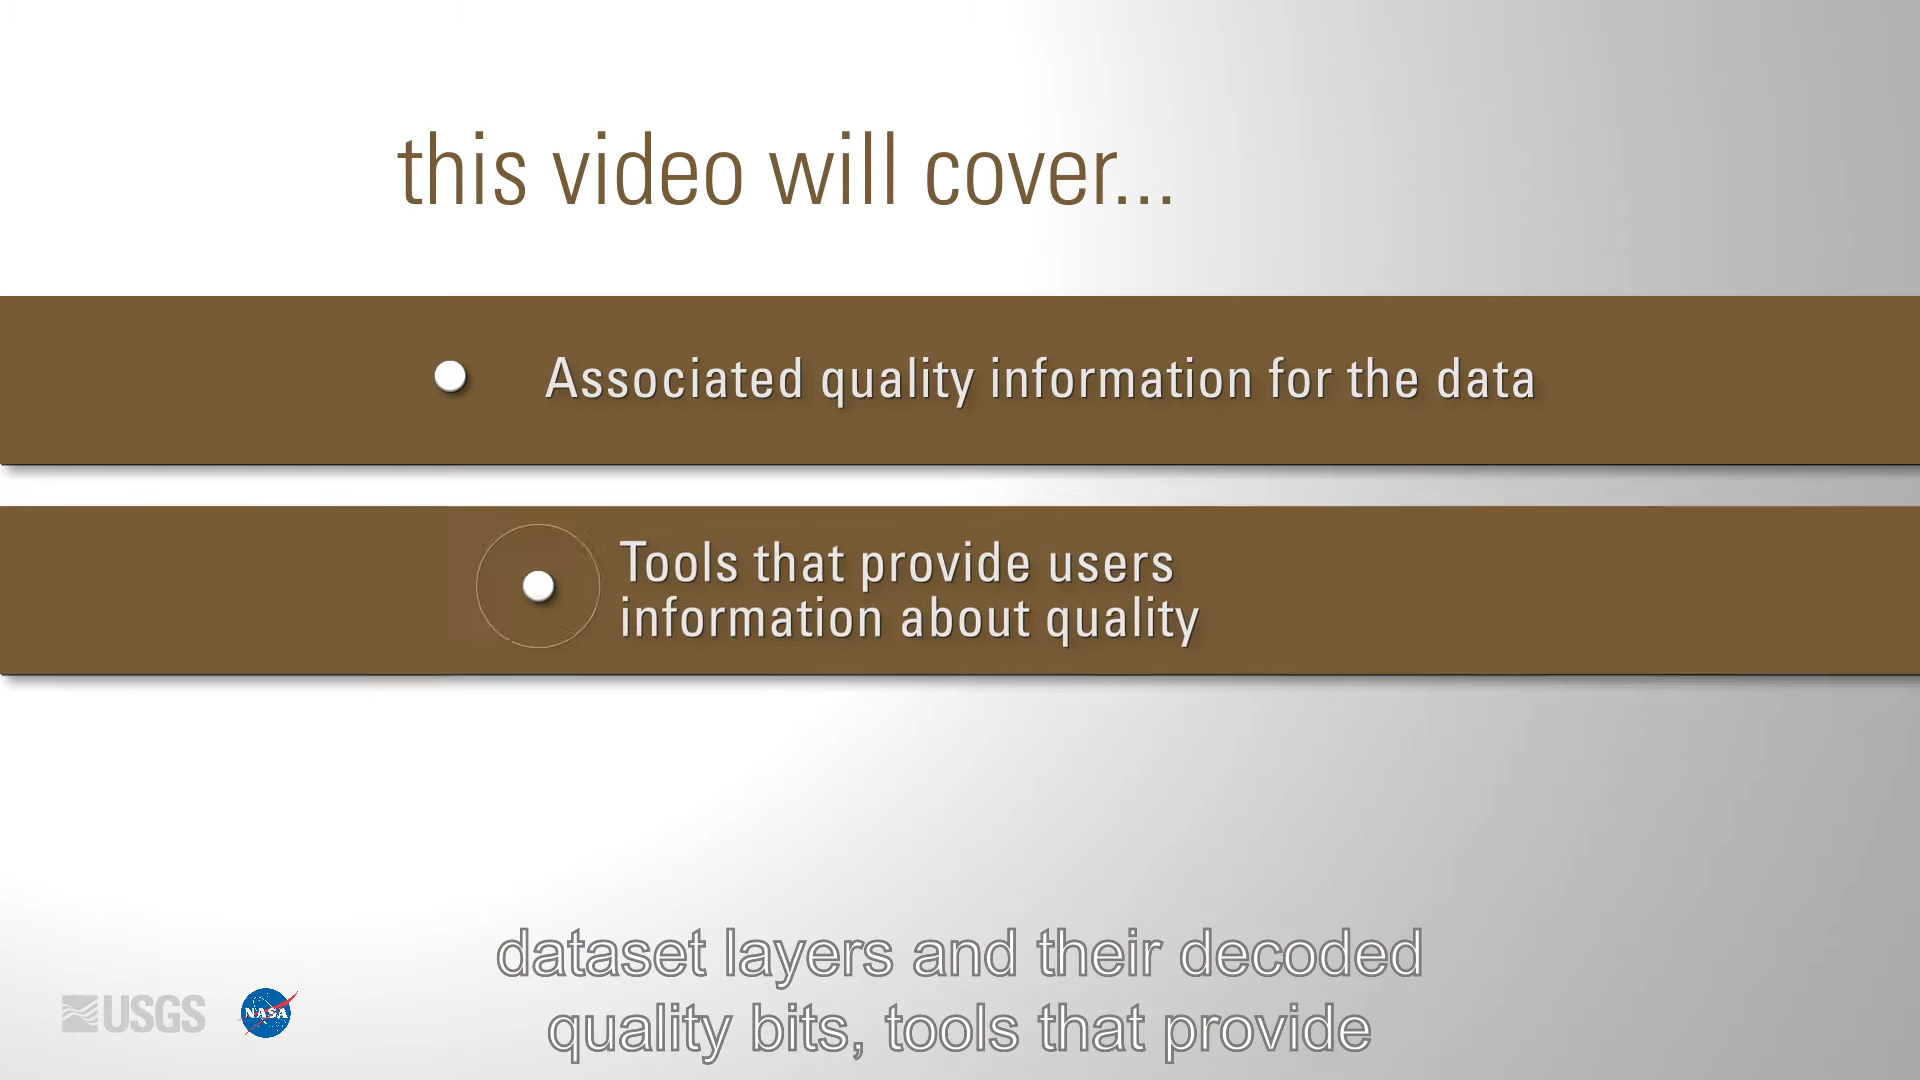 this video will cover...
Associated quality information for the data
Tools that provide users
information about quality
dataset layers and their decoded
quality bits, tools that provide
USGS
NASA